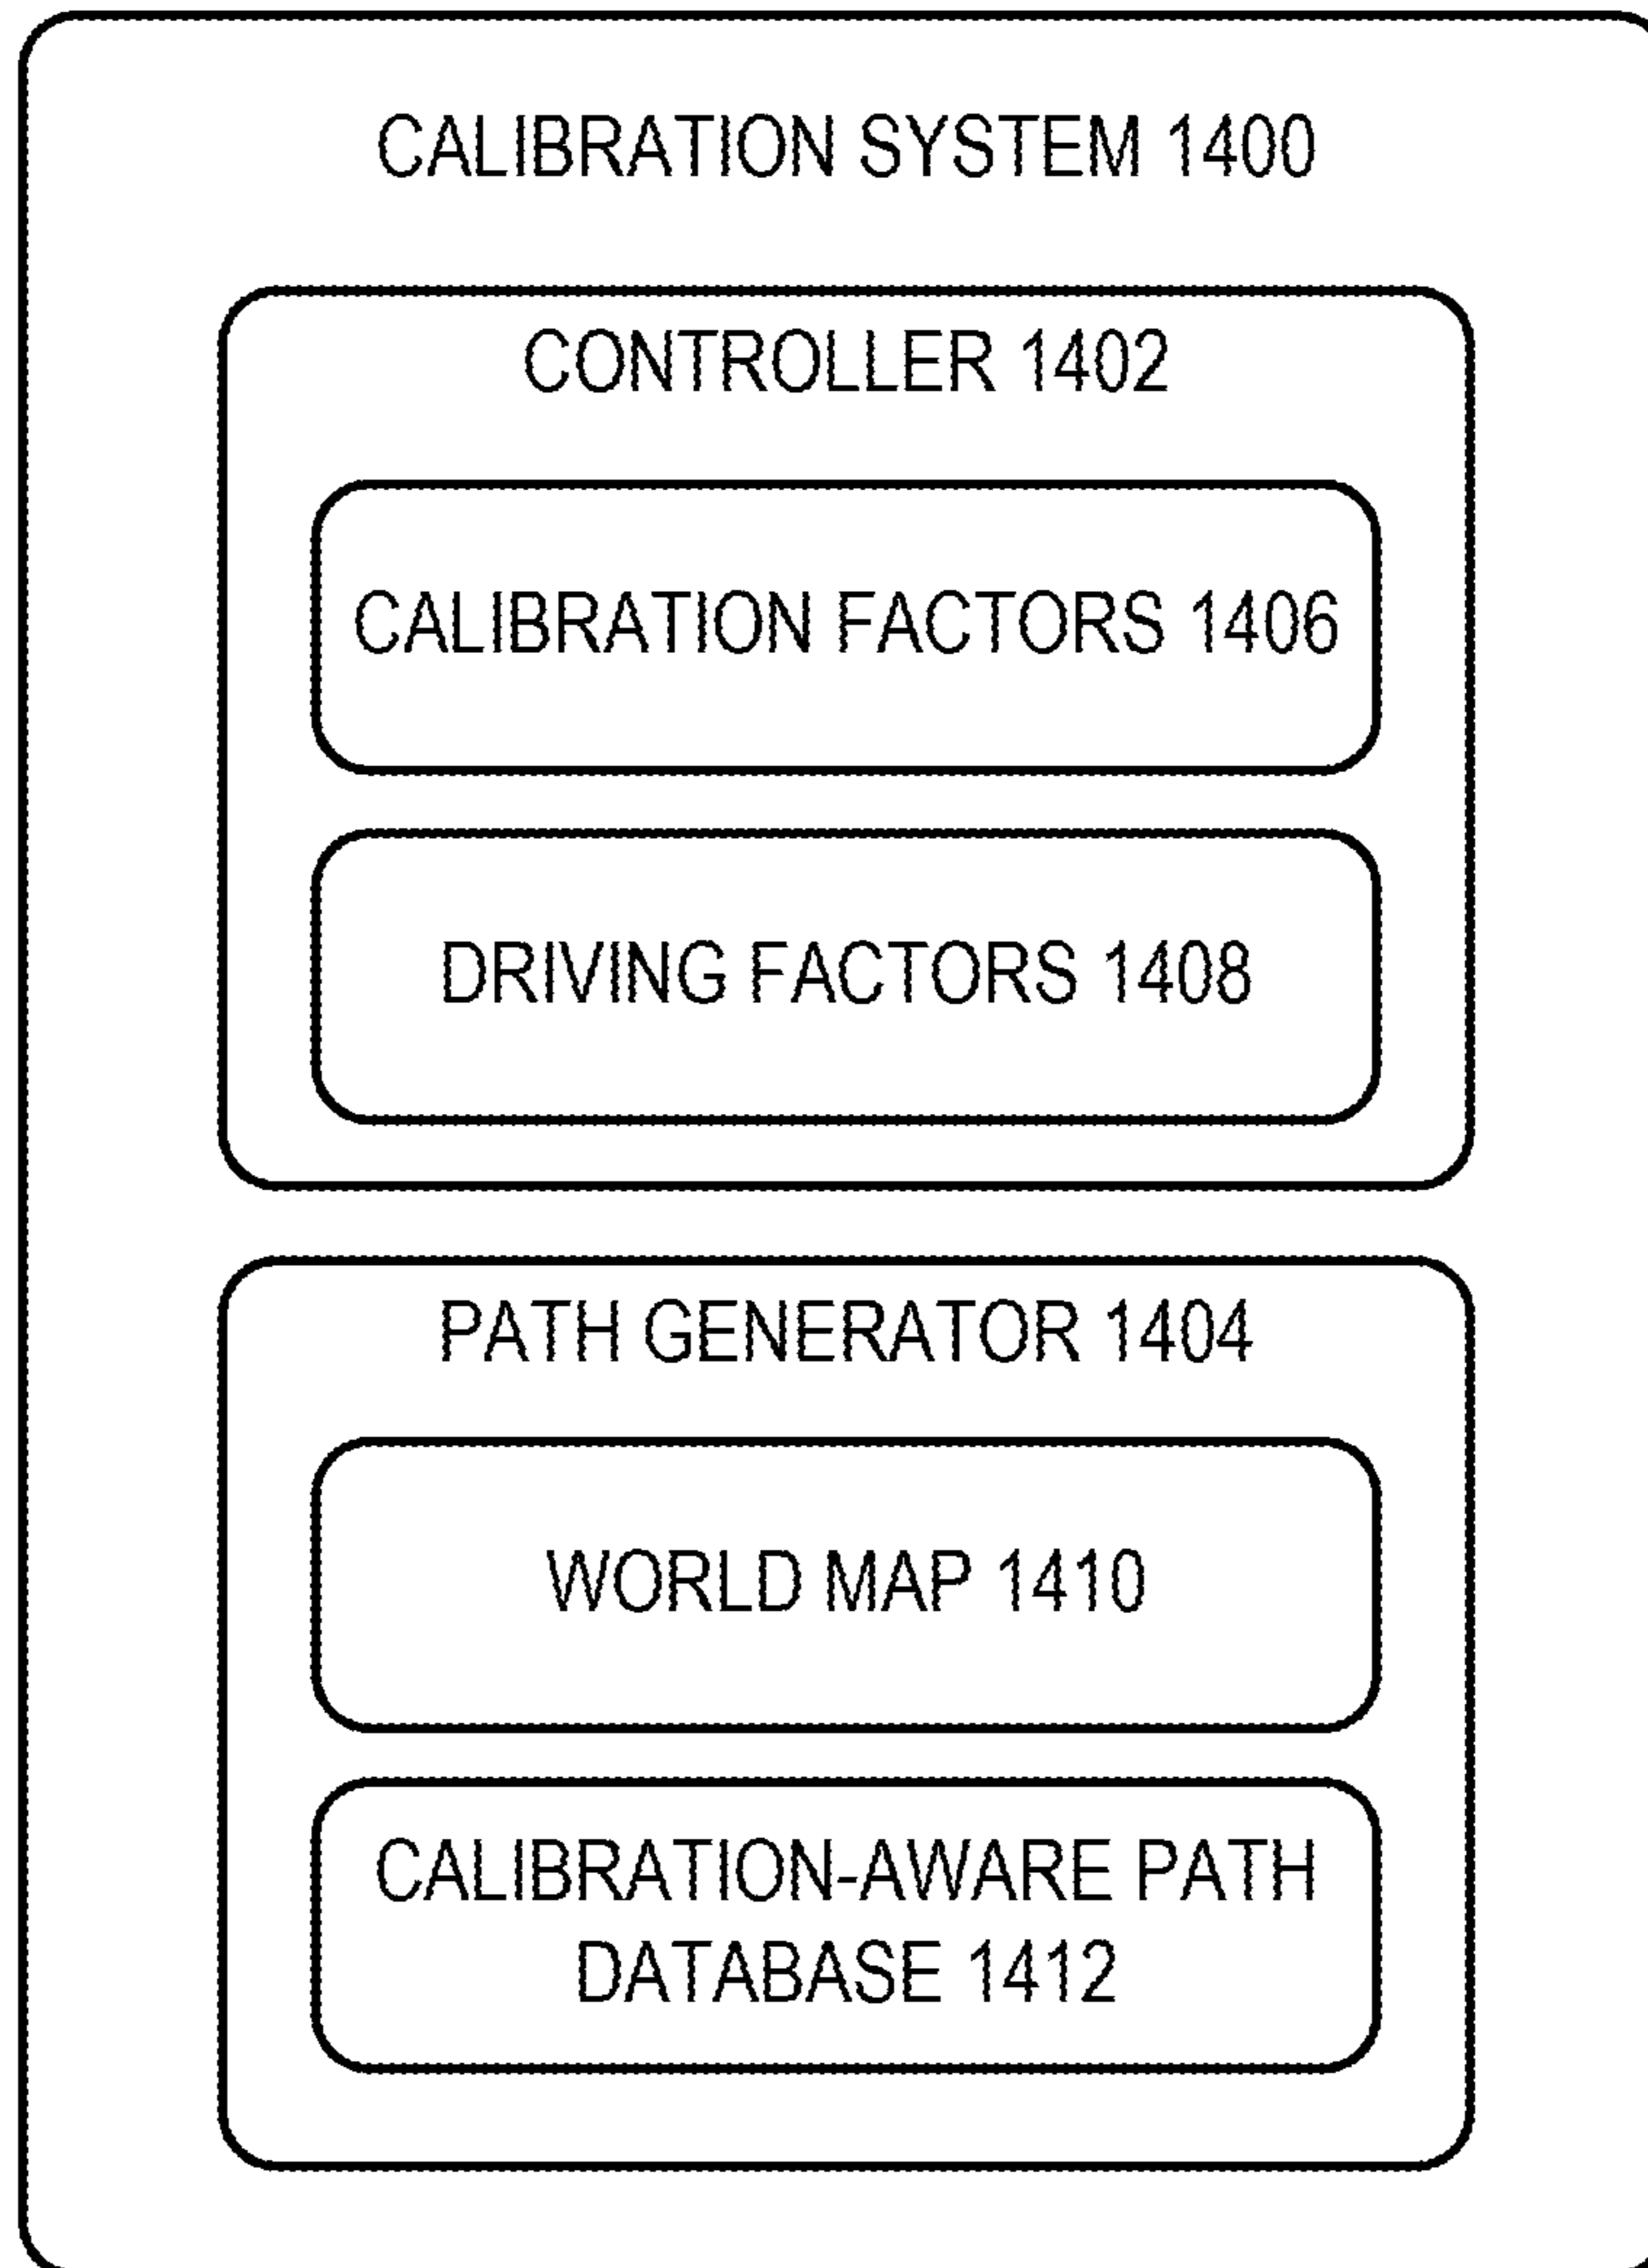 CALIBRATION SYSTEM 1400
CONTROLLER 1402
CALIBRATION FACTORS 1406
DRIVING FACTORS 1408
PATH GENERATOR 1404
WORLD MAP 1410
CALIBRATION-AWARE PATH
DATABASE 1412